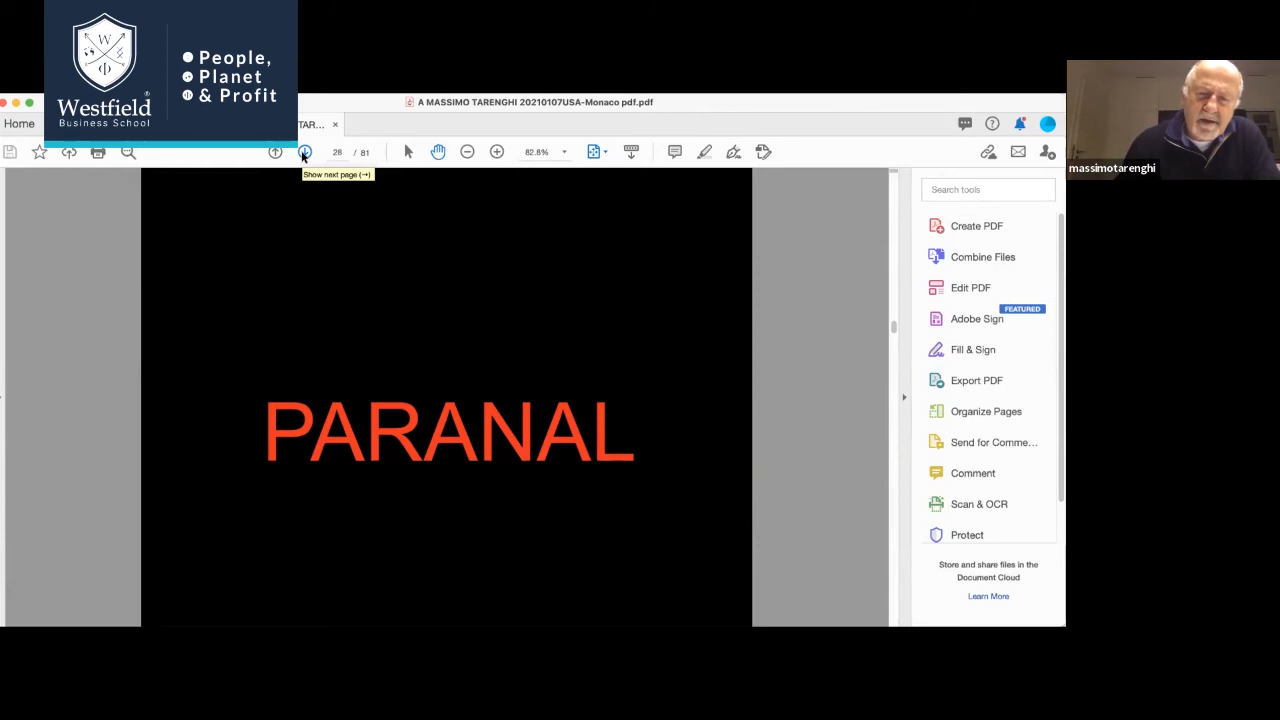 W
Φ
Westfield®
Business School
People,
Planet
& Profit
A MASSIMO TARENGHI 20210107USA-Monaco pdf.pdf
Home
TAR... ×
28 / 81
82.8%
Show next page (→)
massimotarenghi
PARANAL
Search tools
Create PDF
Combine Files
Edit PDF
FEATURED
Adobe Sign
Fill & Sign
Export PDF
Organize Pages
Send for Comme...
Comment
Scan & OCR
Protect
Store and share files in the
Document Cloud
Learn More